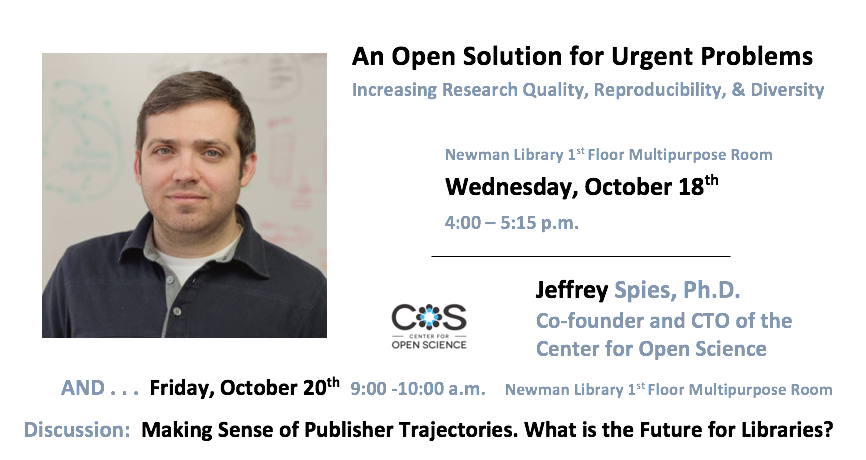 An Open Solution for Urgent Problems
Increasing Research Quality, Reproducibility, & Diversity
Newman Library 1st Floor Multipurpose Room
Wednesday, October 18th
4:00 – 5:15 p.m.
Jeffrey Spies, Ph.D.
Co-founder and CTO of the
Center for Open Science
COS
CENTER FOR
OPEN SCIENCE
AND . . . Friday, October 20th 9:00 -10:00 a.m. Newman Library 1st Floor Multipurpose Room
Discussion: Making Sense of Publisher Trajectories. What is the Future for Libraries?